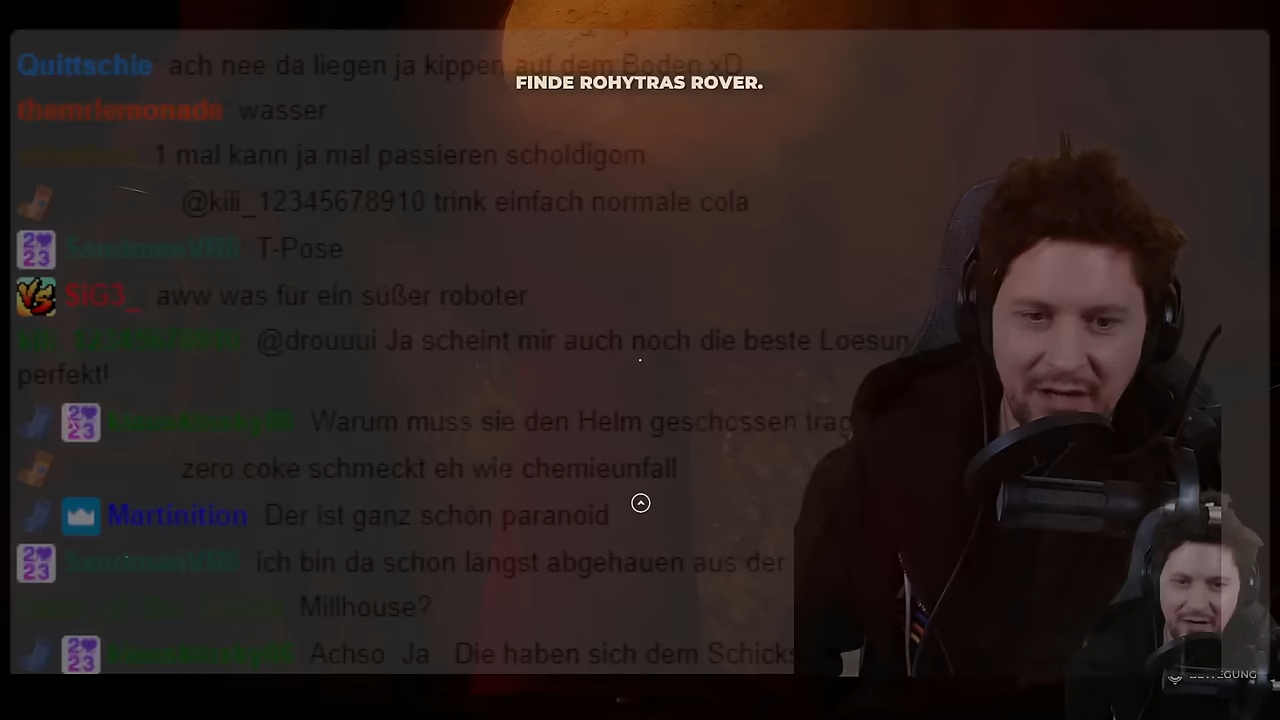 Quittschie ach nee da liegen ja kippen auf dem Boden xD
FINDE ROHYTRAS ROVER.
themrlemonade wasser
1 mal kann ja mal passieren scholdigom
@kili_12345678910 trink einfach normale cola
SandmanVR6 T-Pose
SIG3_ aww was für ein süßer roboter
kili_12345678910 @drouuui Ja scheint mir auch noch die beste Loesun
perfekt!
Warum muss sie den Helm geschossen trag
zero coke schmeckt eh wie chemieunfall
Martinition Der ist ganz schön paranoid
SandmanVR6 ich bin da schon längst abgehauen aus der
Millhouse?
Achso Ja Die haben sich dem Schicks
BEWEGUNG